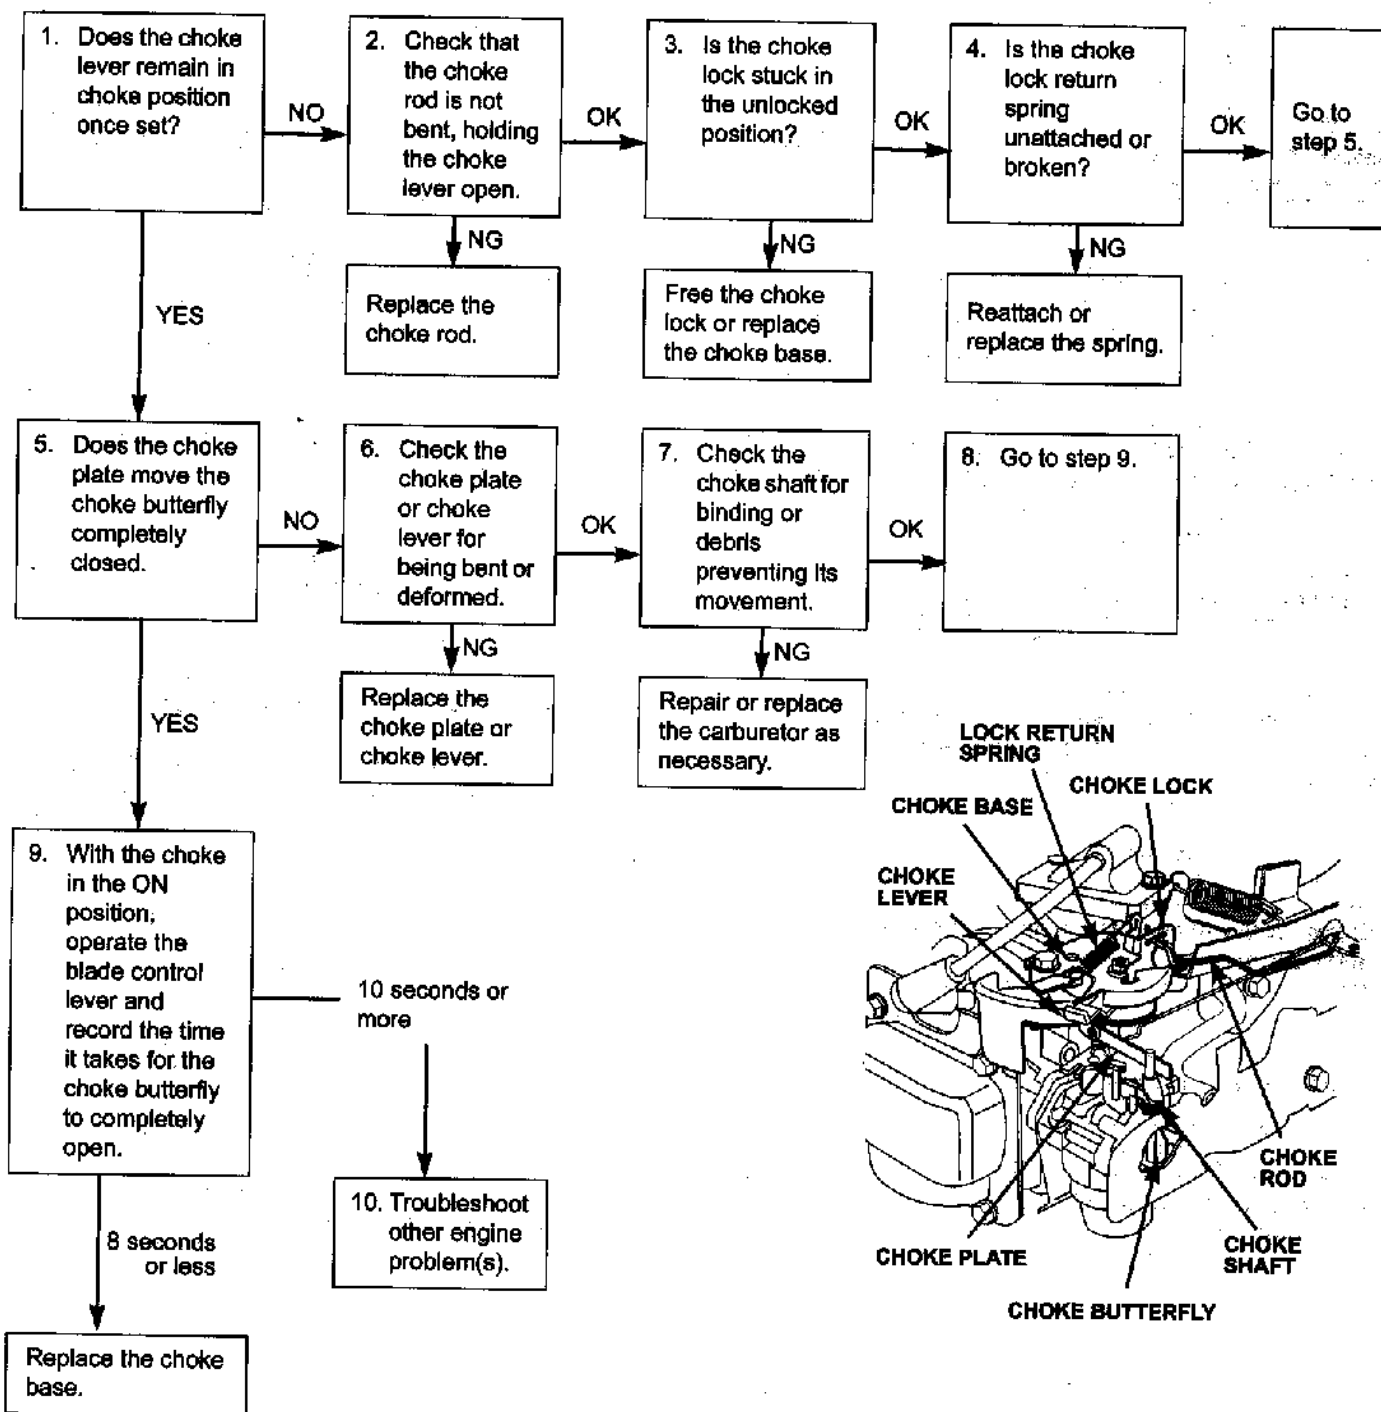 1. Does the choke
lever remain in
choke position
once set?
NO
2. Check that
the choke
rod is not
bent, holding
the choke
lever open.
OK
3. Is the choke
lock stuck in
the unlocked
position?
OK
4. Is the choke
lock return
spring
unattached or
broken?
OK
Go to
step 5.
NG
Replace the
choke rod.
NG
Free the choke
lock or replace
the choke base.
NG
Reattach or
replace the spring.
YES
5. Does the choke
plate move the
choke butterfly
completely
closed.
NO
6. Check the
choke plate
or choke
lever for
being bent or
deformed.
OK
7. Check the
choke shaft for
binding or
debris
preventing Its
movement.
OK
8. Go to step 9.
NG
Replace the
choke plate or
choke lever.
NG
Repair or replace
the carburetor as
necessary.
YES
9. With the choke
in the ON
position,
operate the
blade control
lever and
record the time
it takes for the
choke butterfly
to completely
open.
10 seconds or
more
10. Troubleshoot
other engine
problem(s).
8 seconds
or less
Replace the choke
base.
LOCK RETURN
SPRING
CHOKE LOCK
CHOKE BASE
CHOKE
LEVER
CHOKE
ROD
CHOKE PLATE
CHOKE
SHAFT
CHOKE BUTTERFLY